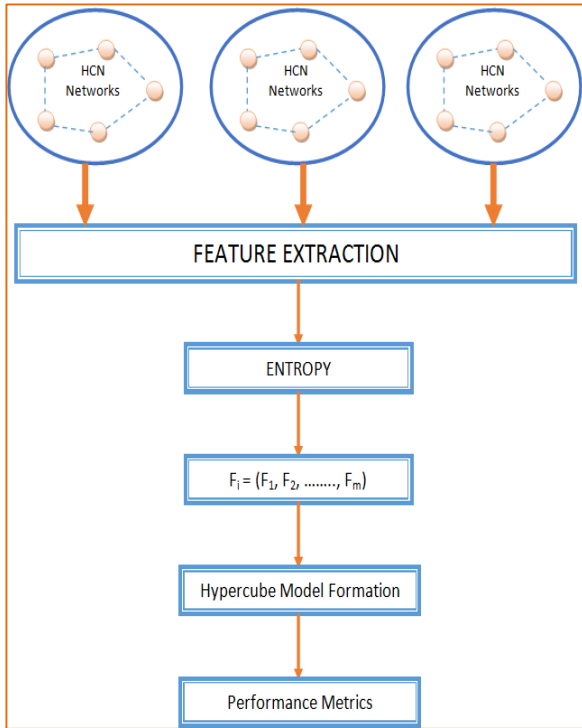 HCN
Networks
HCN
Networks
HCN
Networks
FEATURE EXTRACTION
ENTROPY
Fi = (F1, F2, …….., Fm)
Hypercube Model Formation
Performance Metrics